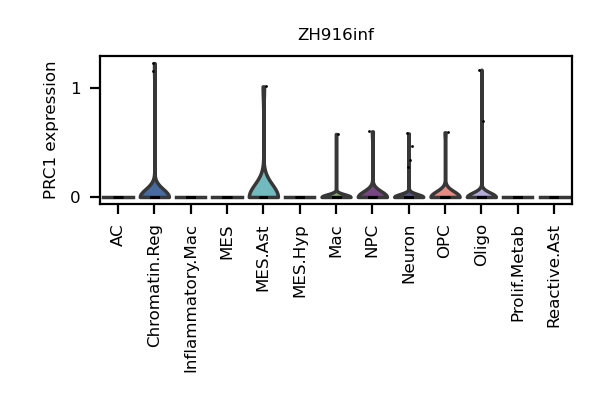 ZH916inf
PRC1 expression
1
0
AC
Chromatin.Reg
Inflammatory.Mac
MES
MES.Ast
MES.Hyp
Mac
NPC
Neuron
OPC
Oligo
Prolif.Metab
Reactive.Ast